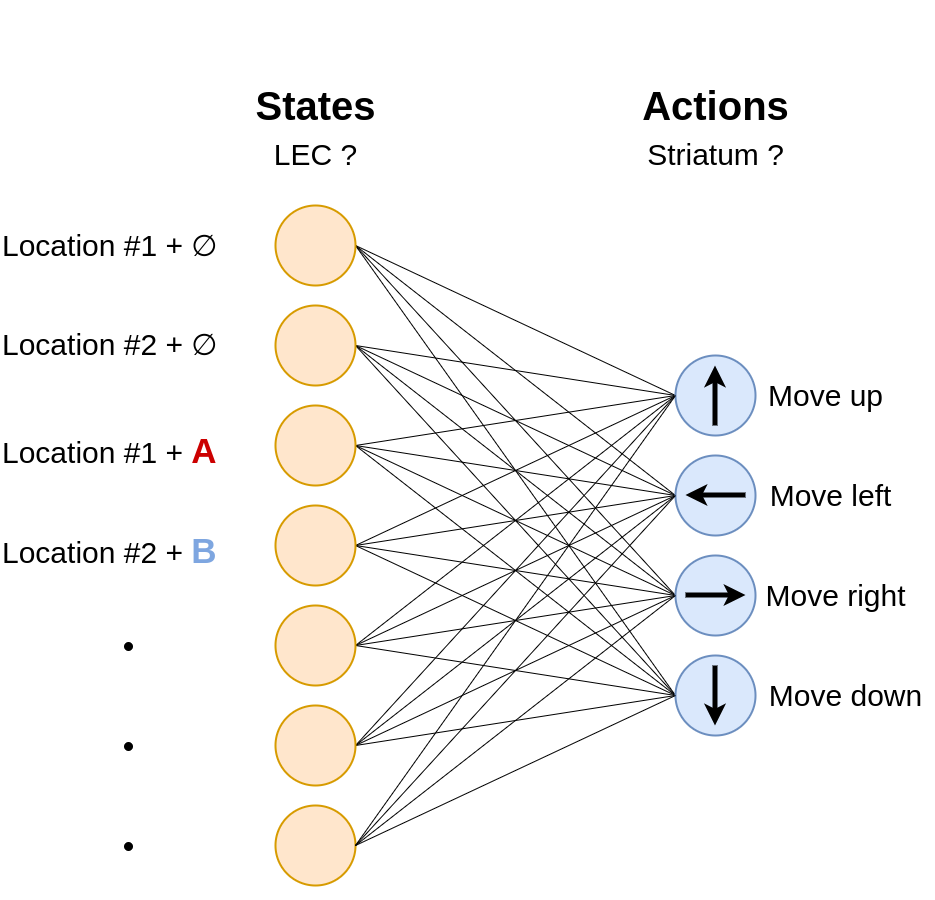 States
Actions
LEC ?
Striatum ?
Location #1 + ∅
Location #2 + ∅
Move up
Location #1 + A
Move left
Location #2 + B
Move right
Move down